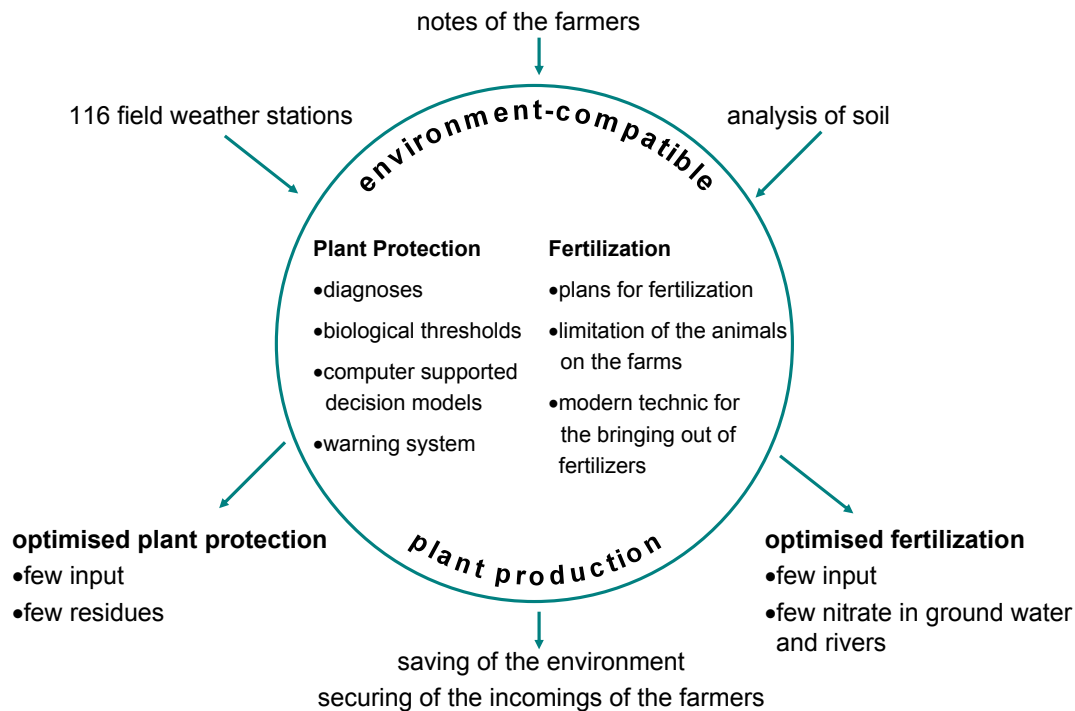 notes of the farmers
116 field weather stations
analysis of soil
environment-compatible
Plant Protection
•diagnoses
•biological thresholds
•computer supported
decision models
•warning system
Fertilization
•plans for fertilization
•limitation of the animals
on the farms
•modern technic for
the bringing out of
fertilizers
plant production
optimised plant protection
•few input
•few residues
optimised fertilization
•few input
•few nitrate in ground water
and rivers
saving of the environment
securing of the incomings of the farmers